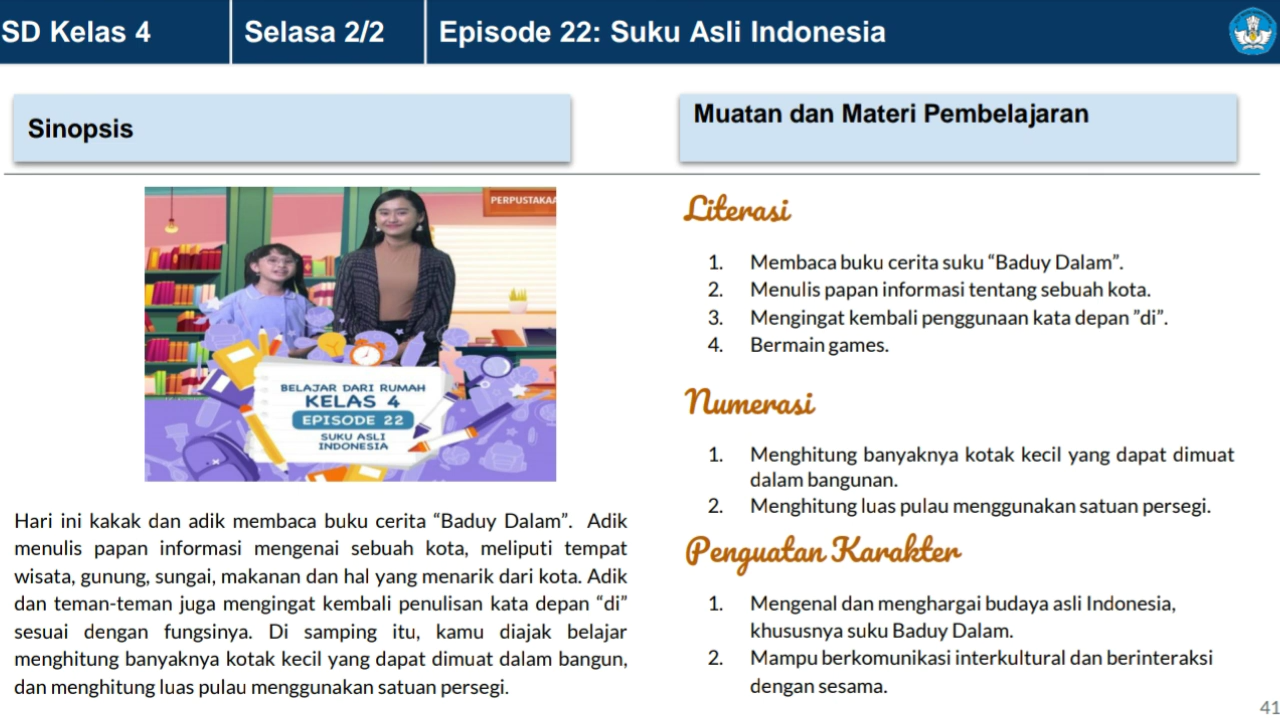 SD Kelas 4
Selasa 2/2
Episode 22: Suku Asli Indonesia
Sinopsis
PERPUSTAKAA
BELAJAR DARI RUMAH
KELAS 4
EPISODE 22
SUKU ASLI
INDONESIA
Hari ini kakak dan adik membaca buku cerita “Baduy Dalam”. Adik
menulis papan informasi mengenai sebuah kota, meliputi tempat
wisata, gunung, sungai, makanan dan hal yang menarik dari kota. Adik
dan teman-teman juga mengingat kembali penulisan kata depan “di”
sesuai dengan fungsinya. Di samping itu, kamu diajak belajar
menghitung banyaknya kotak kecil yang dapat dimuat dalam bangun,
dan menghitung luas pulau menggunakan satuan persegi.
Muatan dan Materi Pembelajaran
Literasi
1. Membaca buku cerita suku “Baduy Dalam”.
2. Menulis papan informasi tentang sebuah kota.
3. Mengingat kembali penggunaan kata depan ”di”.
4. Bermain games.
Numerasi
1. Menghitung banyaknya kotak kecil yang dapat dimuat
dalam bangunan.
2. Menghitung luas pulau menggunakan satuan persegi.
Penguatan Karakter
1. Mengenal dan menghargai budaya asli Indonesia,
khususnya suku Baduy Dalam.
2. Mampu berkomunikasi interkultural dan berinteraksi
dengan sesama.
41